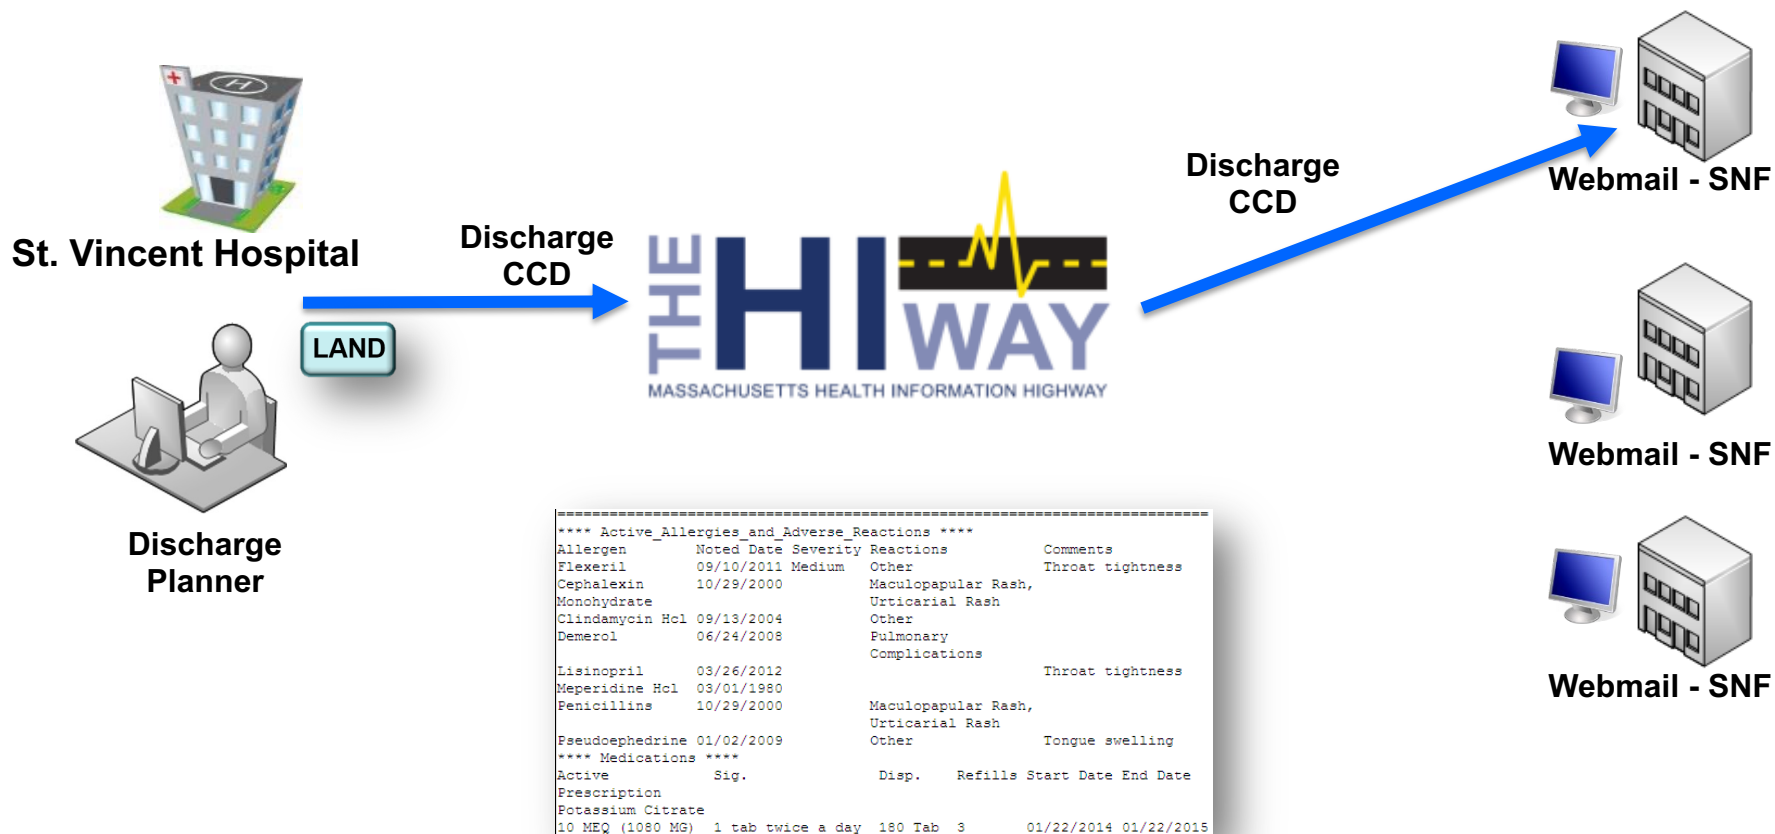 St. Vincent Hospital
Discharge
CCD
LAND
Discharge
Planner
THE
HI
WAY
MASSACHUSETTS HEALTH INFORMATION HIGHWAY
Discharge
CCD
Webmail - SNF
Webmail - SNF
Webmail - SNF
H
================================================================================
**** Active_Allergies_and_Adverse_Reactions ****
Allergen Noted Date Severity Reactions Comments
Flexeril 09/10/2011 Medium Other Throat tightness
Cephalexin 10/29/2000 Maculopapular Rash,
Monohydrate Urticarial Rash
Clindamycin Hcl 09/13/2004 Other
Demerol 06/24/2008 Pulmonary
Complications
Lisinopril 03/26/2012 Throat tightness
Meperidine Hcl 03/01/1980
Penicillins 10/29/2000 Maculopapular Rash,
Urticarial Rash
Pseudoephedrine 01/02/2009 Other Tongue swelling
**** Medications ****
Active Sig. Disp. Refills Start Date End Date
Prescription
Potassium Citrate
10 MEQ (1080 MG) 1 tab twice a day 180 Tab 3 01/22/2014 01/22/2015